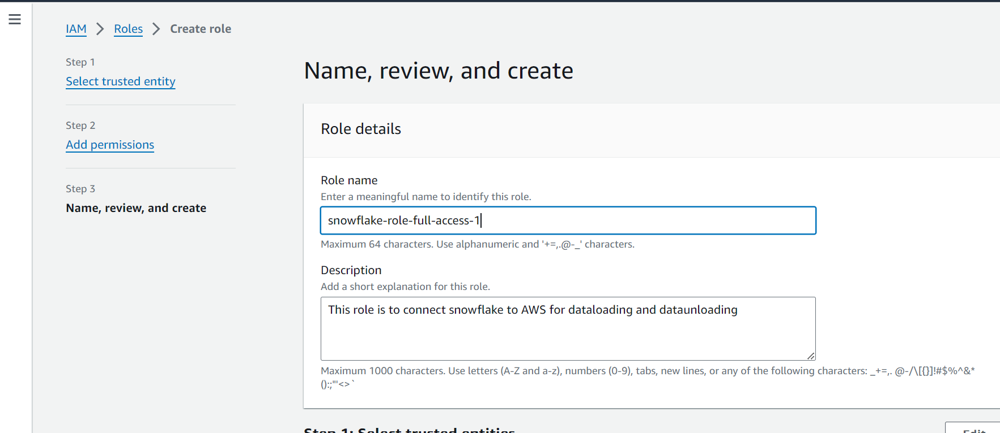 IAM > Roles > Create role
Step 1
Select trusted entity
Step 2
Add permissions
Step 3
Name, review, and create
Name, review, and create
Role details
Role name
Enter a meaningful name to identify this role.
snowflake-role-full-access-1
Maximum 64 characters. Use alphanumeric and '+=,.@-_' characters.
Description
Add a short explanation for this role.
This role is to connect snowflake to AWS for dataloading and dataunloading
Maximum 1000 characters. Use letters (A-Z and a-z), numbers (0-9), tabs, new lines, or any of the following characters: _+=,. @-/\[{}]!#$%^&*
():;"'<>`
Step 1: Select trusted entities
Edit